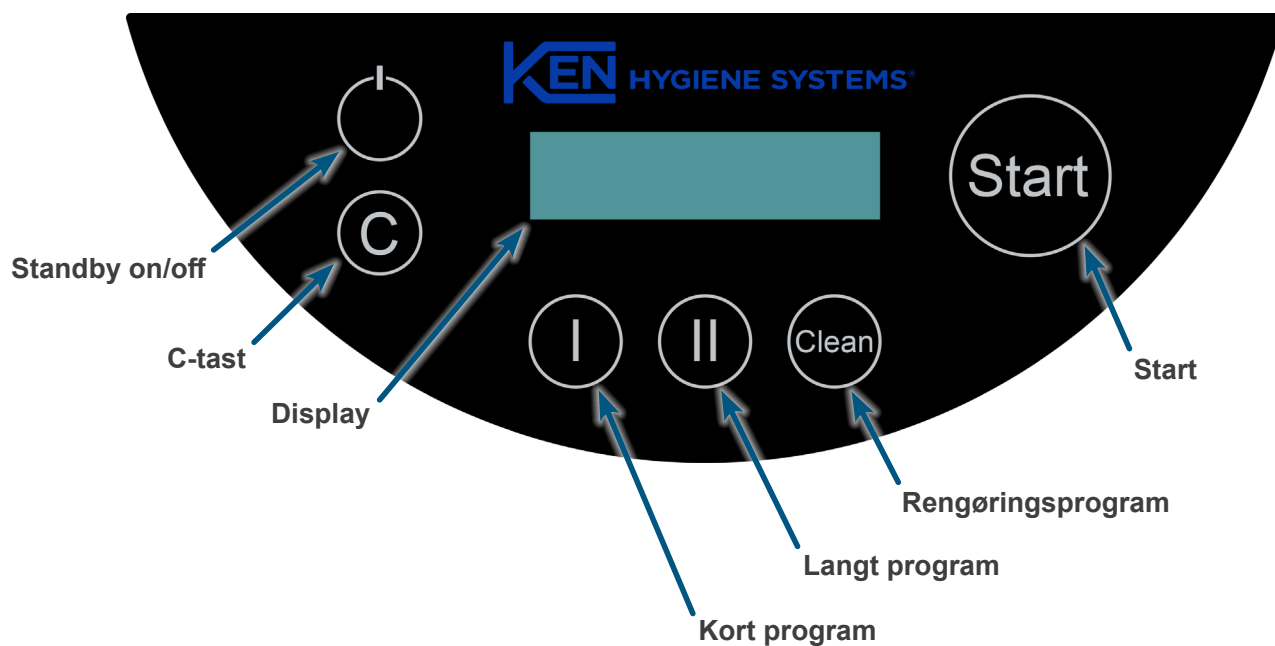 KEN HYGIENE SYSTEMS®
Start
C
Standby on/off
I
II
Clean
C-tast
Start
Display
Rengøringsprogram
Langt program
Kort program